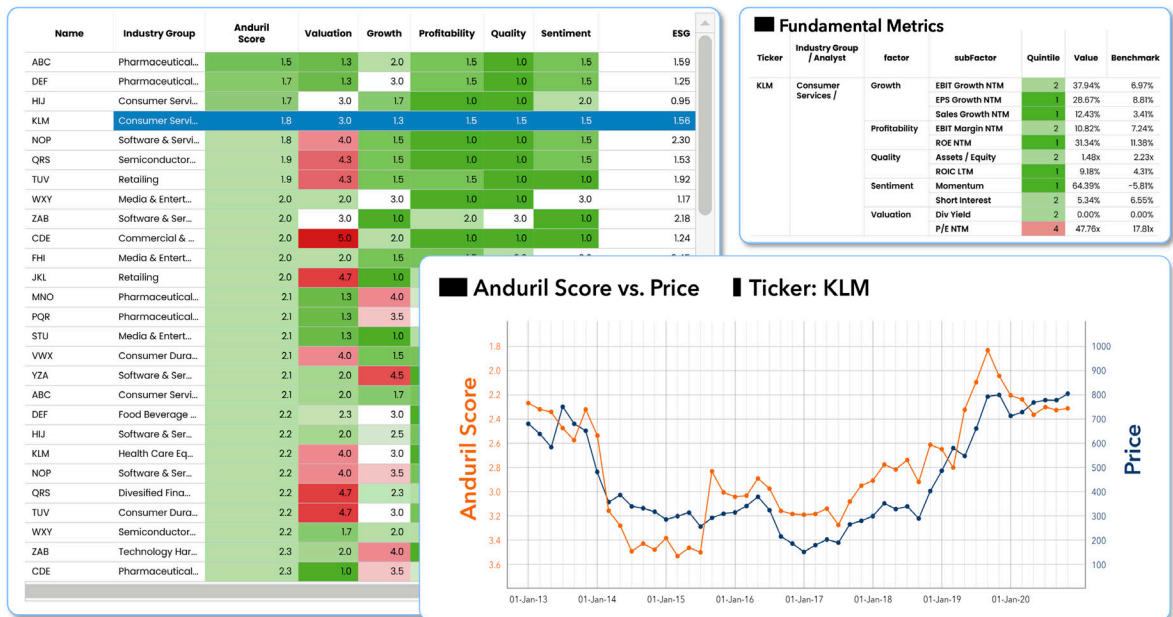 Name Industry Group Anduril Score Valuation Growth Profitability Quality Sentiment ESG
ABC Pharmaceutical... 1.5 1.3 2.0 1.5 1.0 1.5 1.59
DEF Pharmaceutical... 1.7 1.3 3.0 1.5 1.0 1.5 1.25
HIJ Consumer Servi... 1.7 3.0 1.7 1.0 1.0 2.0 0.95
KLM Consumer Servi... 1.8 3.0 1.3 1.5 1.5 1.5 1.56
NOP Software & Servi... 1.8 4.0 1.5 1.0 1.0 1.5 2.30
QRS Semiconductor... 1.9 4.3 1.5 1.0 1.0 1.5 1.53
TUV Retailing 1.9 4.3 1.5 1.5 1.0 1.0 1.92
WXY Media & Entert... 2.0 2.0 3.0 1.0 1.0 3.0 1.17
ZAB Software & Ser... 2.0 3.0 1.0 2.0 3.0 1.0 2.18
CDE Commercial & ... 2.0 5.0 2.0 1.0 1.0 1.0 1.24
FHI Media & Entert... 2.0 2.0 1.5
JKL Retailing 2.0 4.7 1.0
MNO Pharmaceutical... 2.1 1.3 4.0
PQR Pharmaceutical... 2.1 1.3 3.5
STU Media & Entert... 2.1 1.3 1.0
VWX Consumer Dura... 2.1 4.0 1.5
YZA Software & Ser... 2.1 2.0 4.5
ABC Consumer Servi... 2.1 2.0 1.7
DEF Food Beverage ... 2.2 2.3 3.0
HIJ Software & Ser... 2.2 2.0 2.5
KLM Health Care Eq... 2.2 4.0 3.0
NOP Software & Ser... 2.2 4.0 3.5
QRS Diversified Fina... 2.2 4.7 2.3
TUV Consumer Dura... 2.2 4.7 3.0
WXY Semiconductor... 2.2 1.7 2.0
ZAB Technology Har... 2.3 2.0 4.0
CDE Pharmaceutical... 2.3 1.0 3.5
Fundamental Metrics
Ticker Industry Group / Analyst factor subFactor Quintile Value Benchmark
KLM Consumer Services / Growth EBIT Growth NTM 2 37.94% 6.97%
EPS Growth NTM 1 28.67% 8.81%
Sales Growth NTM 1 12.43% 3.41%
Profitability EBIT Margin NTM 2 10.82% 7.24%
ROE NTM 1 31.34% 11.38%
Quality Assets / Equity 2 1.48x 2.23x
ROIC LTM 1 9.18% 4.31%
Sentiment Momentum 1 64.39% -5.81%
Short Interest 2 5.34% 6.55%
Valuation Div Yield 2 0.00% 0.00%
P/E NTM 4 47.76x 17.81x
Anduril Score vs. Price Ticker: KLM
Anduril Score
1.8
2.0
2.2
2.4
2.6
2.8
3.0
3.2
3.4
3.6
1000
900
800
700
600
500
400
300
200
100
Price
01-Jan-13 01-Jan-14 01-Jan-15 01-Jan-16 01-Jan-17 01-Jan-18 01-Jan-19 01-Jan-20